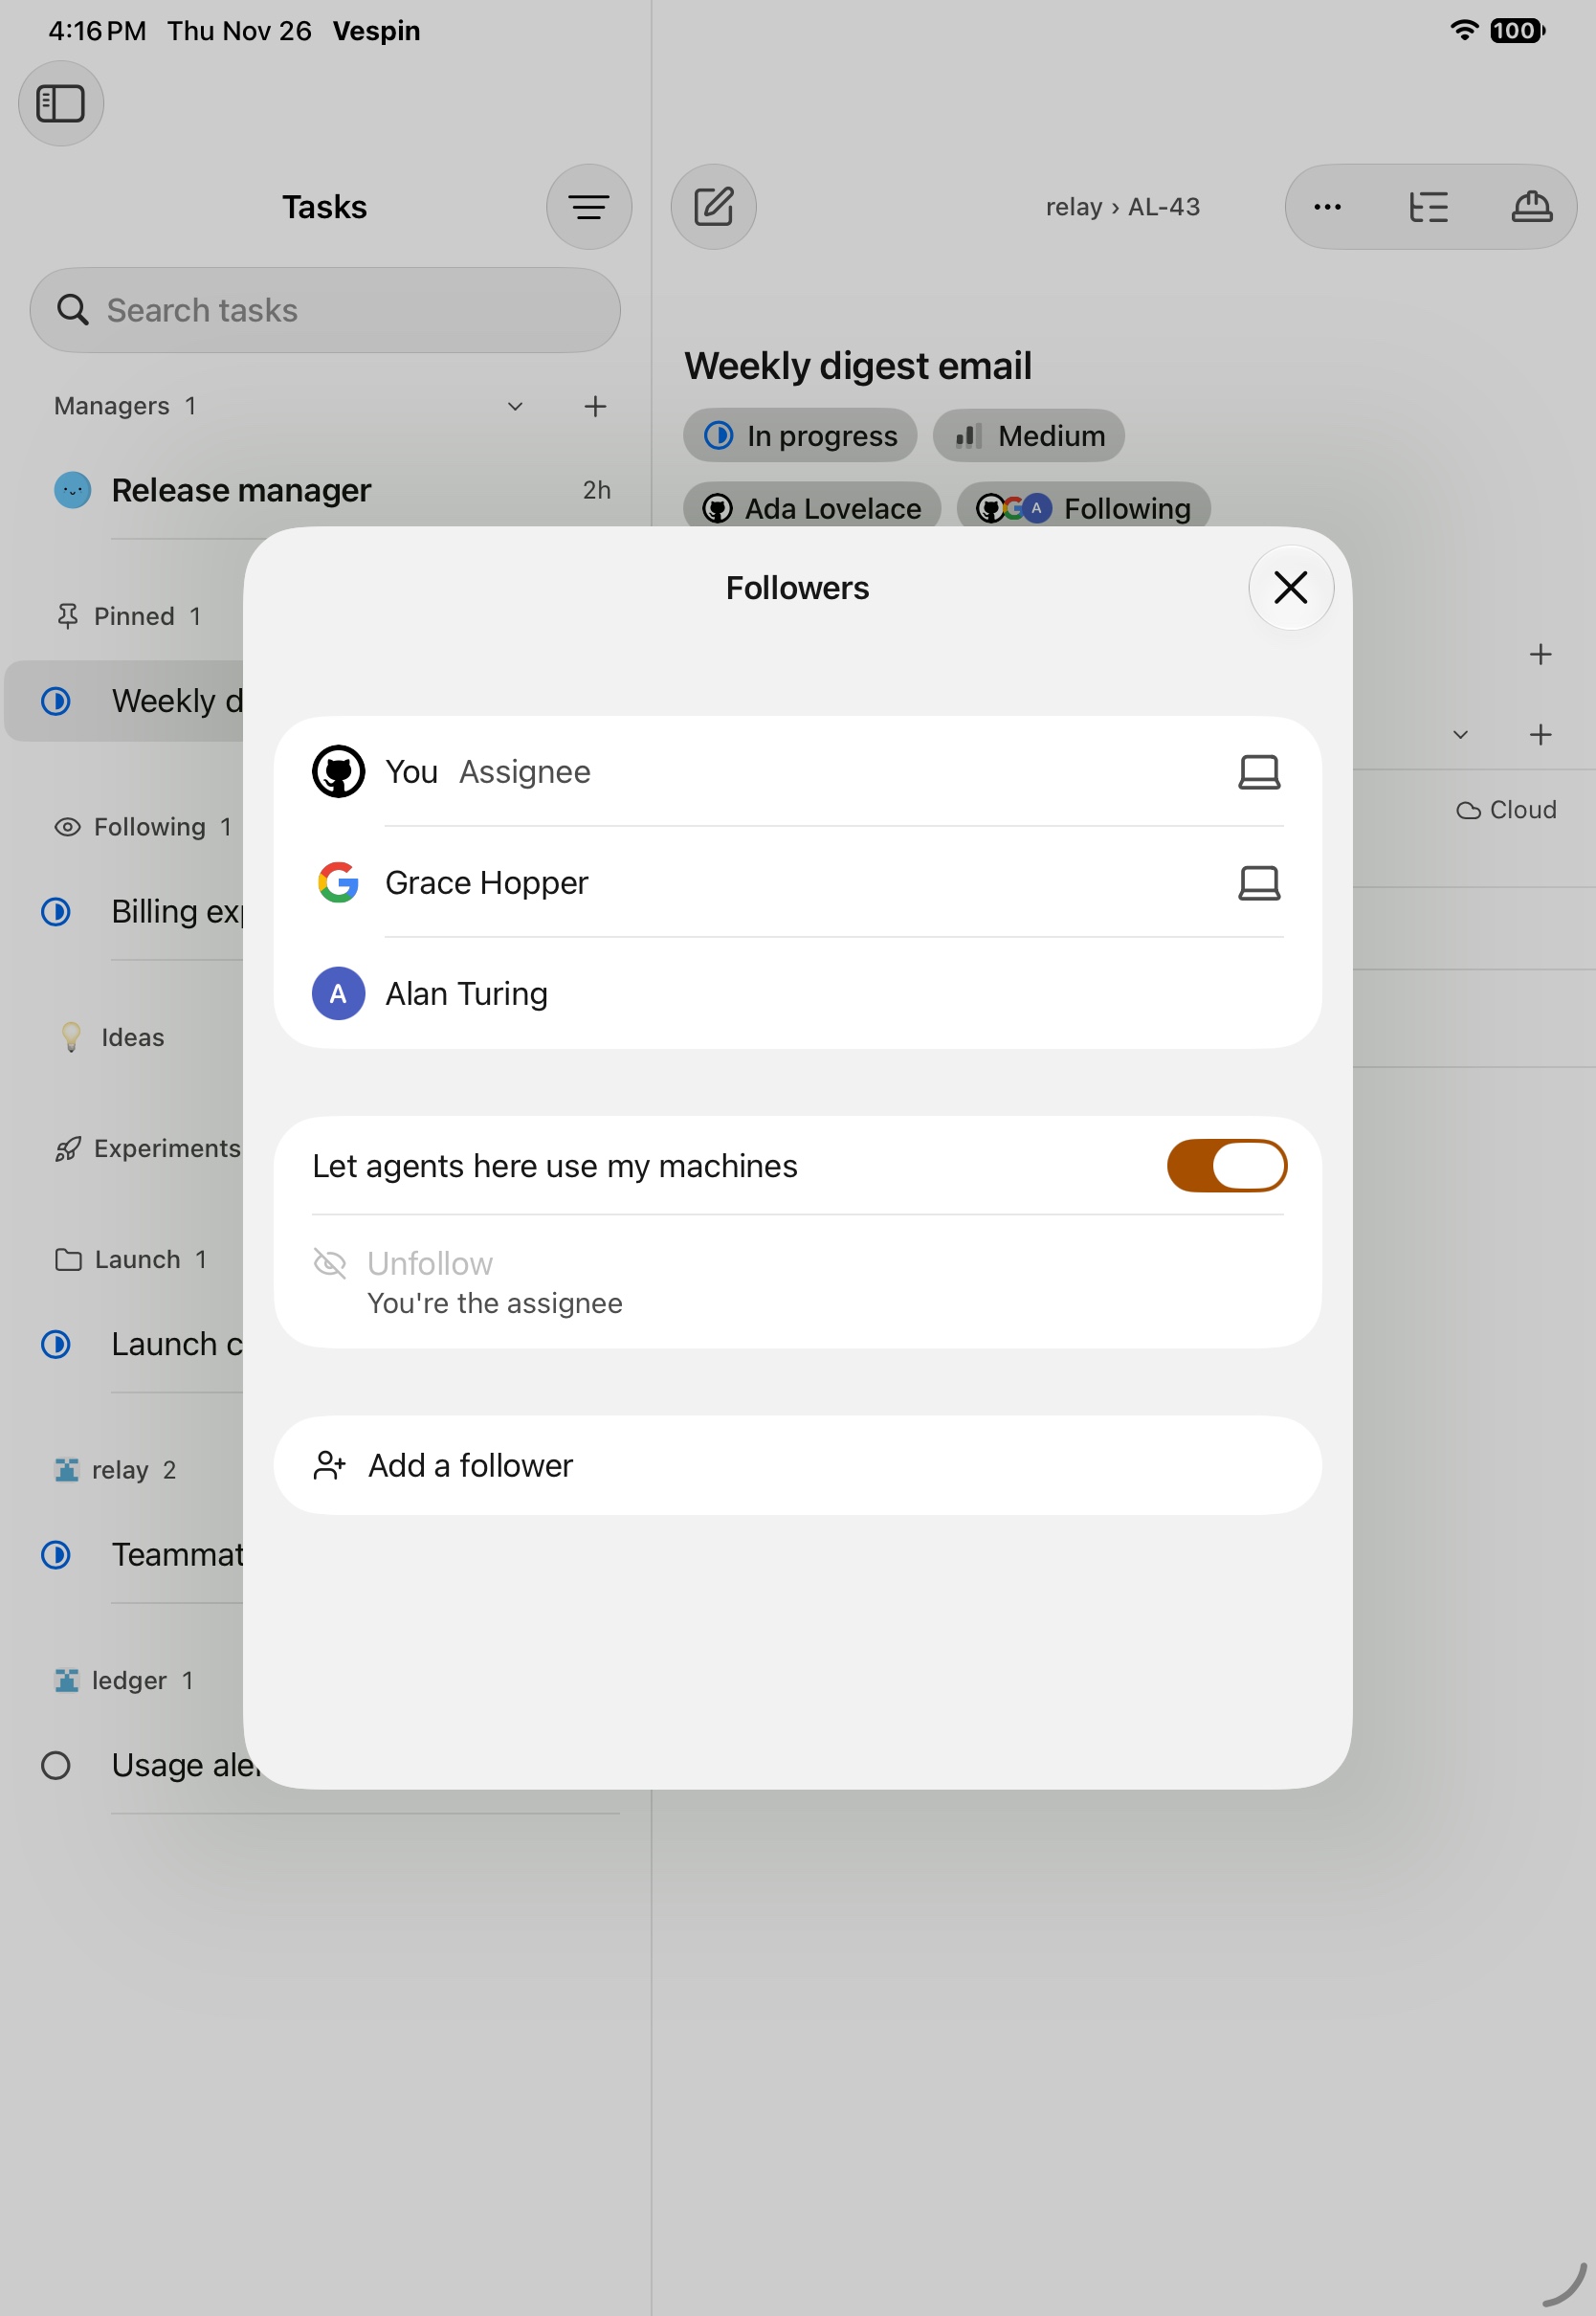 4:16 PM Thu Nov 26 Vespin
100
Tasks
relay › AL-43
Search tasks
Weekly digest email
Managers 1
In progress
Medium
Release manager 2h
Ada Lovelace
A
Following
Followers
Pinned 1
Weekly d
You Assignee
Following 1
Cloud
Grace Hopper
Billing
A
Alan Turing
Ideas
Experiments
Let agents here use my machines
Launch 1
Unfollow
You're the assignee
Launch c
relay 2
Add a follower
Teammat
ledger 1
Usage